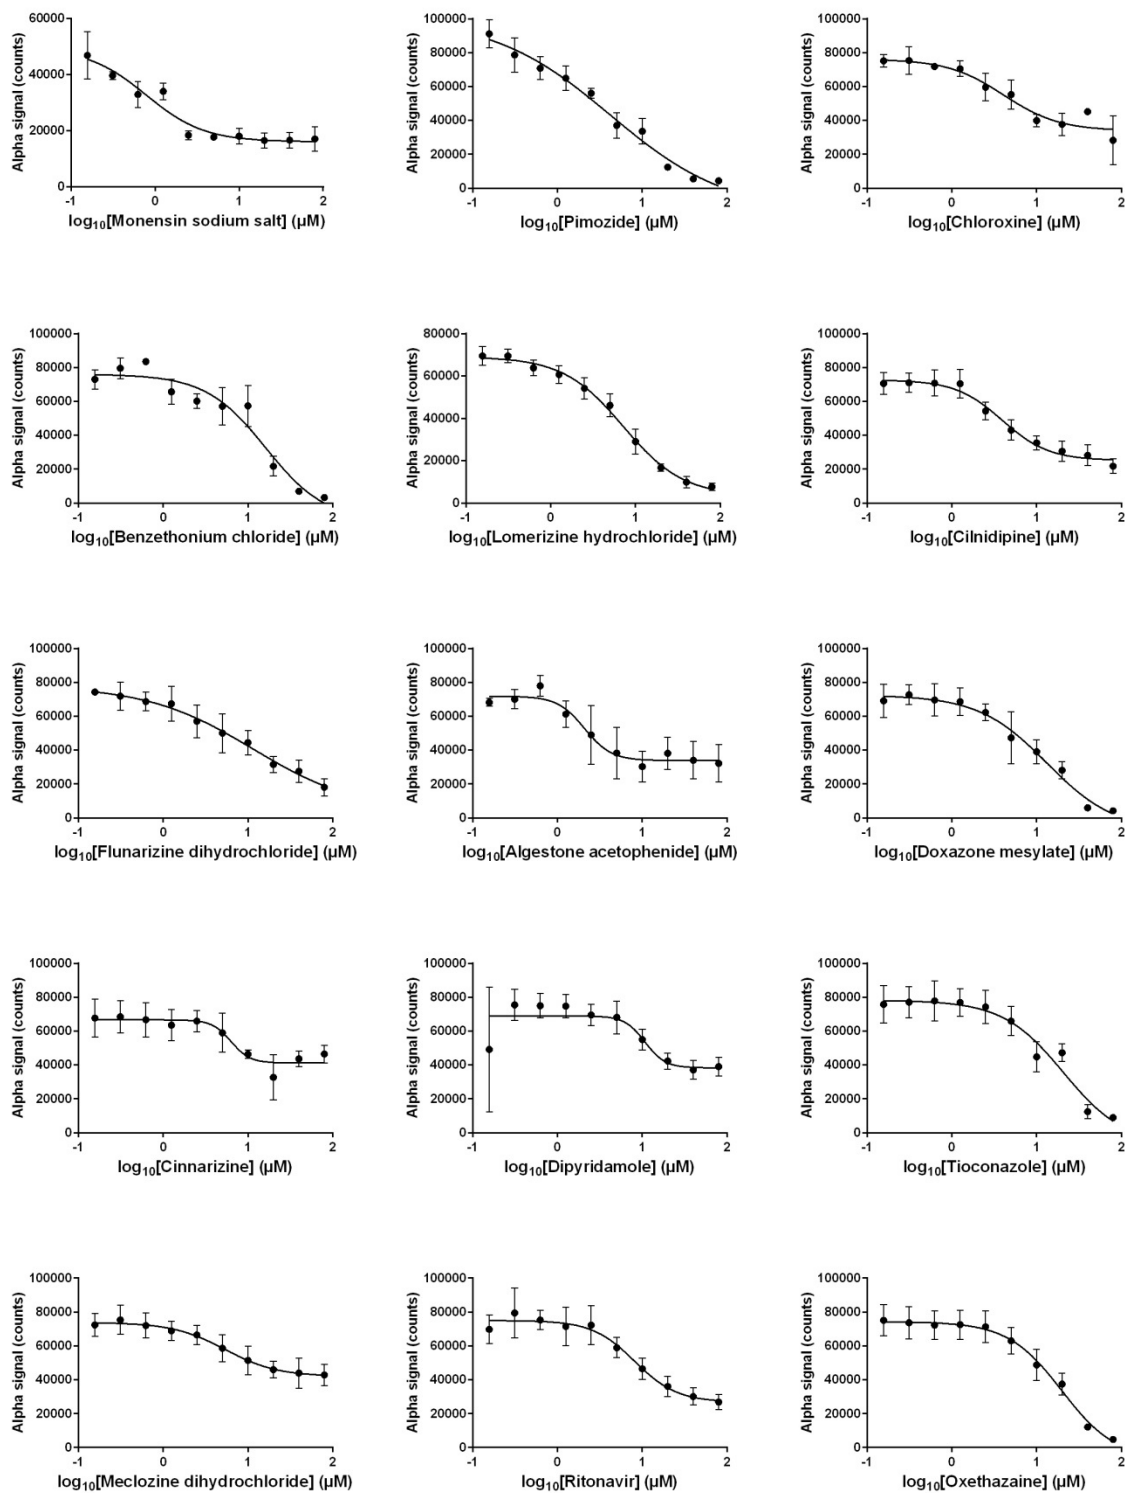 60000
40000
20000
0
Alpha signal (counts)
-1 0 1 2
log10[Monensin sodium salt] (µM)
100000
80000
60000
40000
20000
0
Alpha signal (counts)
-1 0 1 2
log10[Pimozide] (µM)
100000
80000
60000
40000
20000
0
Alpha signal (counts)
-1 0 1 2
log10[Chloroxine] (µM)
100000
80000
60000
40000
20000
0
Alpha signal (counts)
-1 0 1 2
log10[Benzethonium chloride] (µM)
80000
60000
40000
20000
0
Alpha signal (counts)
-1 0 1 2
log10[Lomerizine hydrochloride] (µM)
100000
80000
60000
40000
20000
0
Alpha signal (counts)
-1 0 1 2
log10[Cilnidipine] (µM)
100000
80000
60000
40000
20000
0
Alpha signal (counts)
-1 0 1 2
log10[Flunarizine dihydrochloride] (µM)
100000
80000
60000
40000
20000
0
Alpha signal (counts)
-1 0 1 2
log10[Algestone acetophenide] (µM)
100000
80000
60000
40000
20000
0
Alpha signal (counts)
-1 0 1 2
log10[Doxazone mesylate] (µM)
100000
80000
60000
40000
20000
0
Alpha signal (counts)
-1 0 1 2
log10[Cinnarizine] (µM)
100000
80000
60000
40000
20000
0
Alpha signal (counts)
-1 0 1 2
log10[Dipyridamole] (µM)
100000
80000
60000
40000
20000
0
Alpha signal (counts)
-1 0 1 2
log10[Tioconazole] (µM)
100000
80000
60000
40000
20000
0
Alpha signal (counts)
-1 0 1 2
log10[Meclozine dihydrochloride] (µM)
100000
80000
60000
40000
20000
0
Alpha signal (counts)
-1 0 1 2
log10[Ritonavir] (µM)
100000
80000
60000
40000
20000
0
Alpha signal (counts)
-1 0 1 2
log10[Oxethazaine] (µM)